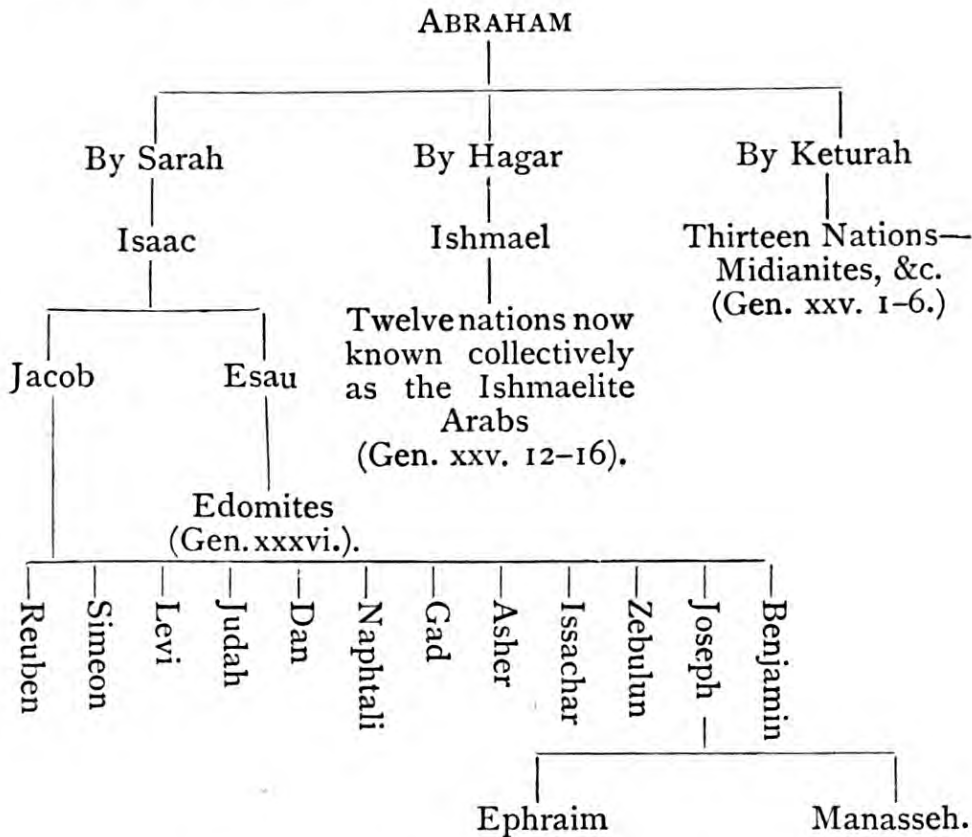 ABRAHAM
By Sarah
By Hagar
By Keturah
Isaac
Ishmael
Thirteen Nations—
Midianites, &c.
(Gen. xxv. 1–6.)
Jacob
Esau
Twelve nations now
known collectively
as the Ishmaelite
Arabs
(Gen. xxv. 12–16).
Edomites
(Gen. xxxvi.).
Reuben
Simeon
Levi
Judah
Dan
Naphtali
Gad
Asher
Issachar
Zebulun
Joseph
Benjamin.
Ephraim
Manasseh.